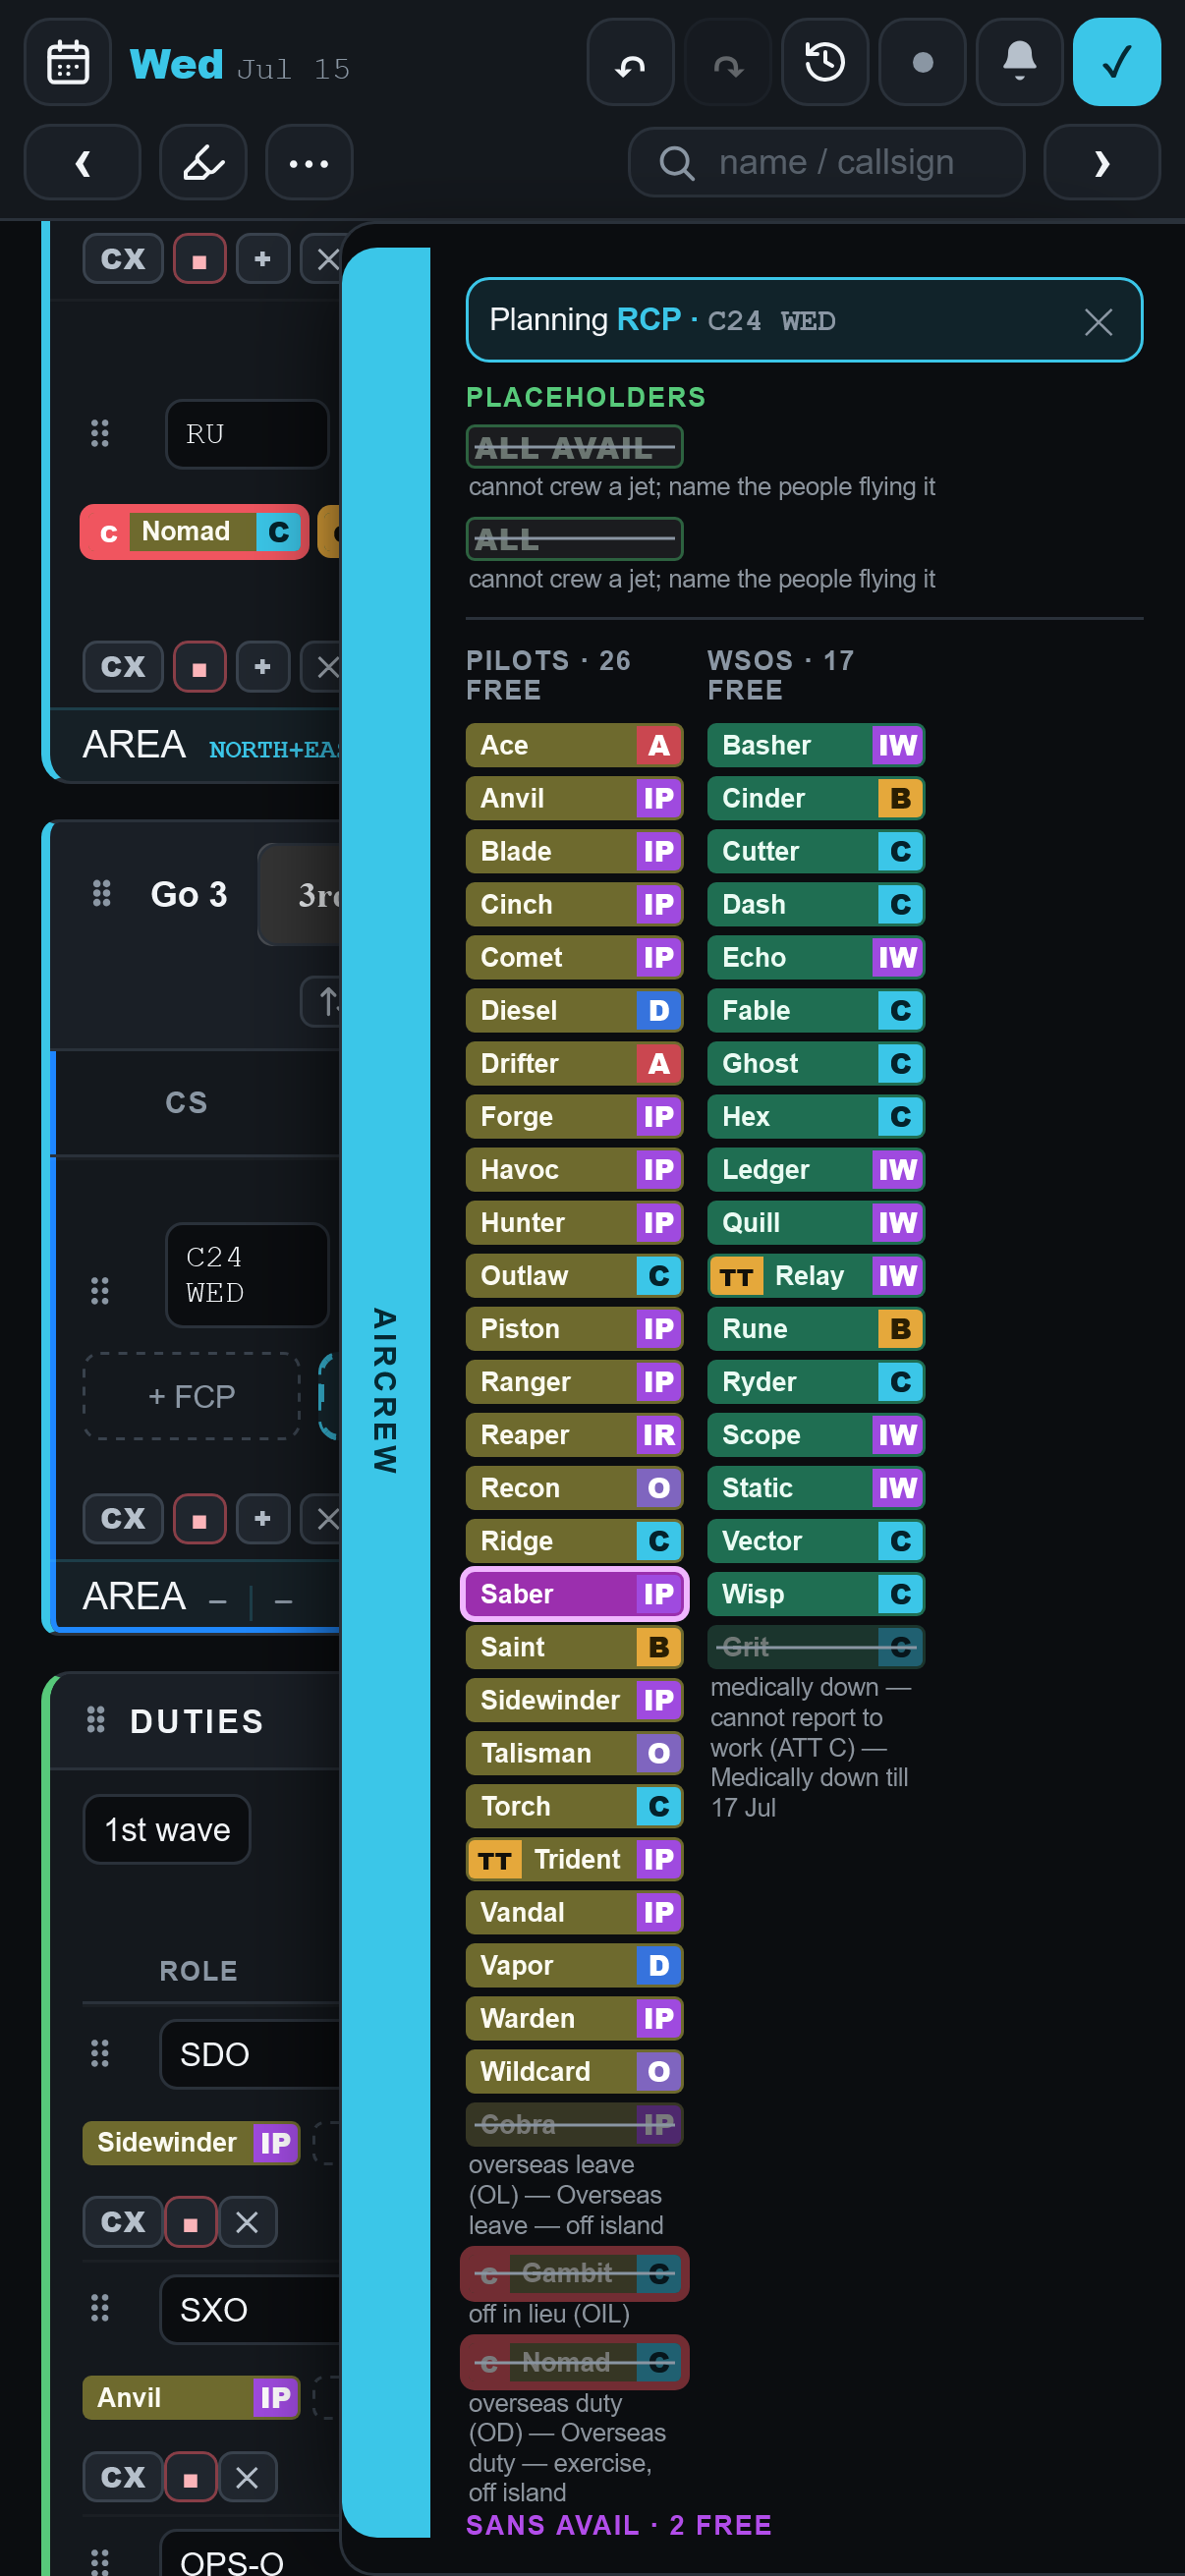 Wed Jul 15
name / callsign
CX
RU
c Nomad C
CX
AREA NORTH+EA
Go 3
CS
C24
WED
+ FCP
CX
AREA – | –
DUTIES
1st wave
ROLE
SDO
Sidewinder IP
CX
SXO
Anvil IP
CX
OPS-O
AIRCREW
Planning RCP · C24 WED
PLACEHOLDERS
ALL AVAIL
cannot crew a jet; name the people flying it
ALL
cannot crew a jet; name the people flying it
PILOTS · 26
FREE
Ace A
Anvil IP
Blade IP
Cinch IP
Comet IP
Diesel D
Drifter A
Forge IP
Havoc IP
Hunter IP
Outlaw C
Piston IP
Ranger IP
Reaper IR
Recon O
Ridge C
Saber IP
Saint B
Sidewinder IP
Talisman O
Torch C
TT Trident IP
Vandal IP
Vapor D
Warden IP
Wildcard O
Cobra IP
overseas leave
(OL) — Overseas
leave — off island
c Gambit C
off in lieu (OIL)
c Nomad C
overseas duty
(OD) — Overseas
duty — exercise,
off island
WSOS · 17
FREE
Basher IW
Cinder B
Cutter C
Dash C
Echo IW
Fable C
Ghost C
Hex C
Ledger IW
Quill IW
TT Relay IW
Rune B
Ryder C
Scope IW
Static IW
Vector C
Wisp C
Grit C
medically down —
cannot report to
work (ATT C) —
Medically down till
17 Jul
SANS AVAIL · 2 FREE